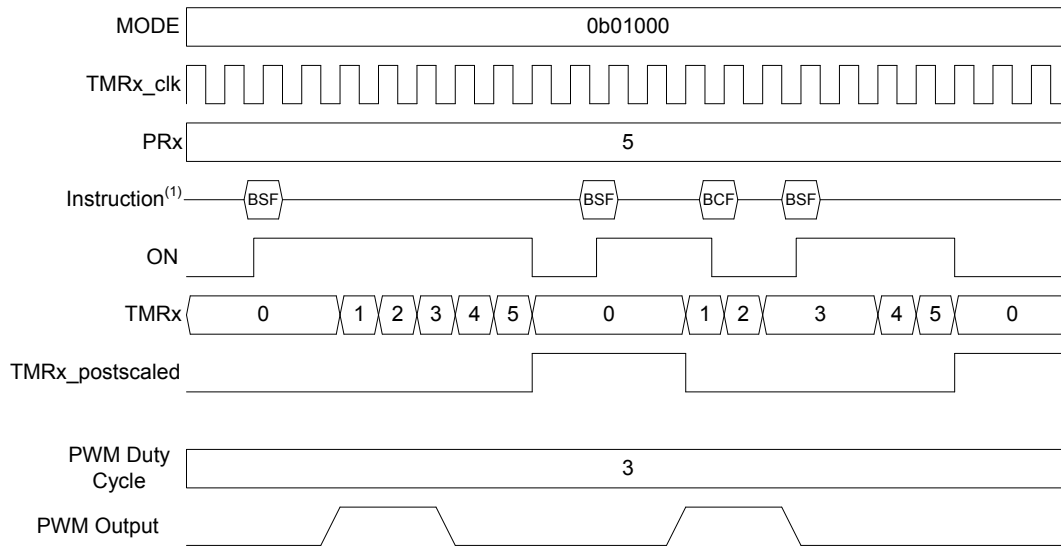 MODE 0b01000
TMRx_clk
PRx 5
Instruction(1) BSF BSF BCF BSF
ON
TMRx 0 1 2 3 4 5 0 1 2 3 4 5 0
TMRx_postscaled
PWM Duty
Cycle 3
PWM Output